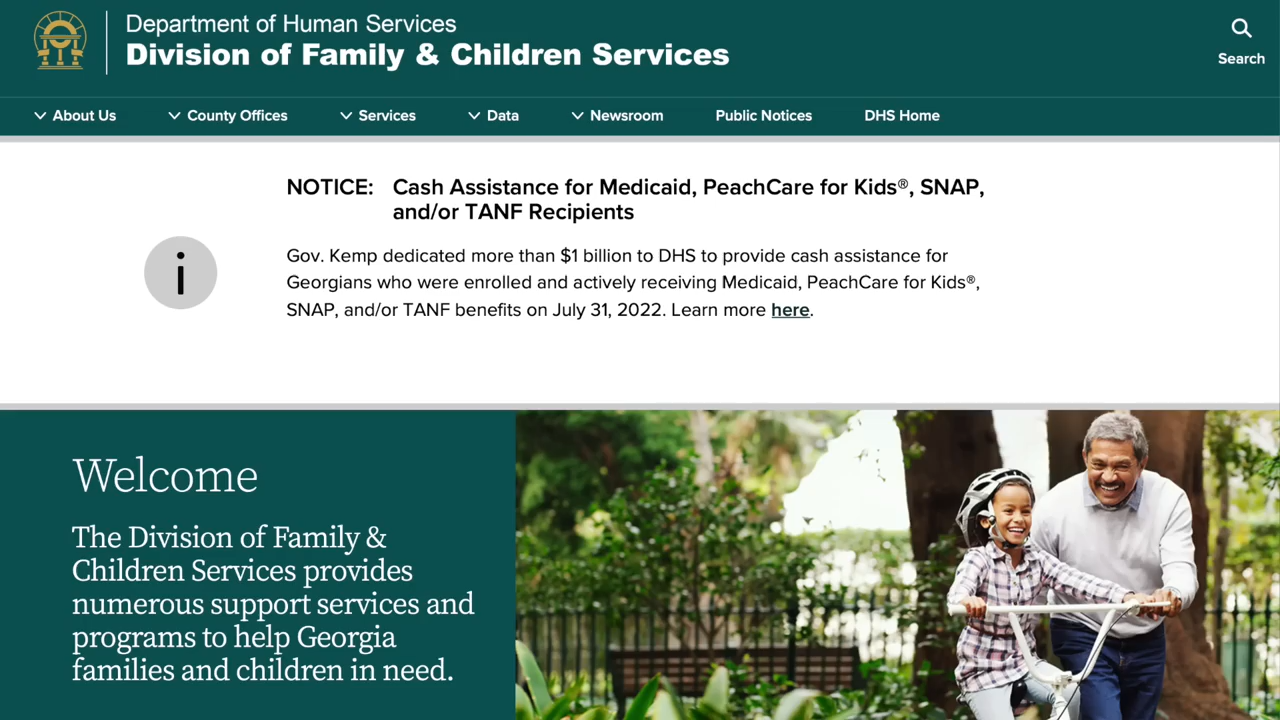 Department of Human Services
Division of Family & Children Services
Search
About Us
County Offices
Services
Data
Newsroom
Public Notices
DHS Home
NOTICE: Cash Assistance for Medicaid, PeachCare for Kids®, SNAP,
and/or TANF Recipients
i
Gov. Kemp dedicated more than $1 billion to DHS to provide cash assistance for
Georgians who were enrolled and actively receiving Medicaid, PeachCare for Kids®,
SNAP, and/or TANF benefits on July 31, 2022. Learn more here.
Welcome
The Division of Family &
Children Services provides
numerous support services and
programs to help Georgia
families and children in need.